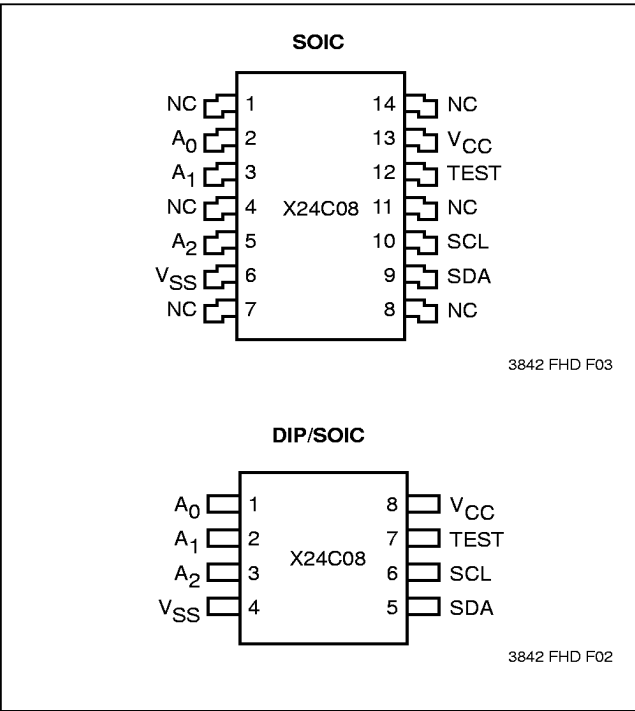 SOIC
NC 1 14 NC
A0 2 13 VCC
A1 3 12 TEST
NC 4 X24C08 11 NC
A2 5 10 SCL
VSS 6 9 SDA
NC 7 8 NC
3842 FHD F03
DIP/SOIC
A0 1 8 VCC
A1 2 7 TEST
X24C08
A2 3 6 SCL
VSS 4 5 SDA
3842 FHD F02